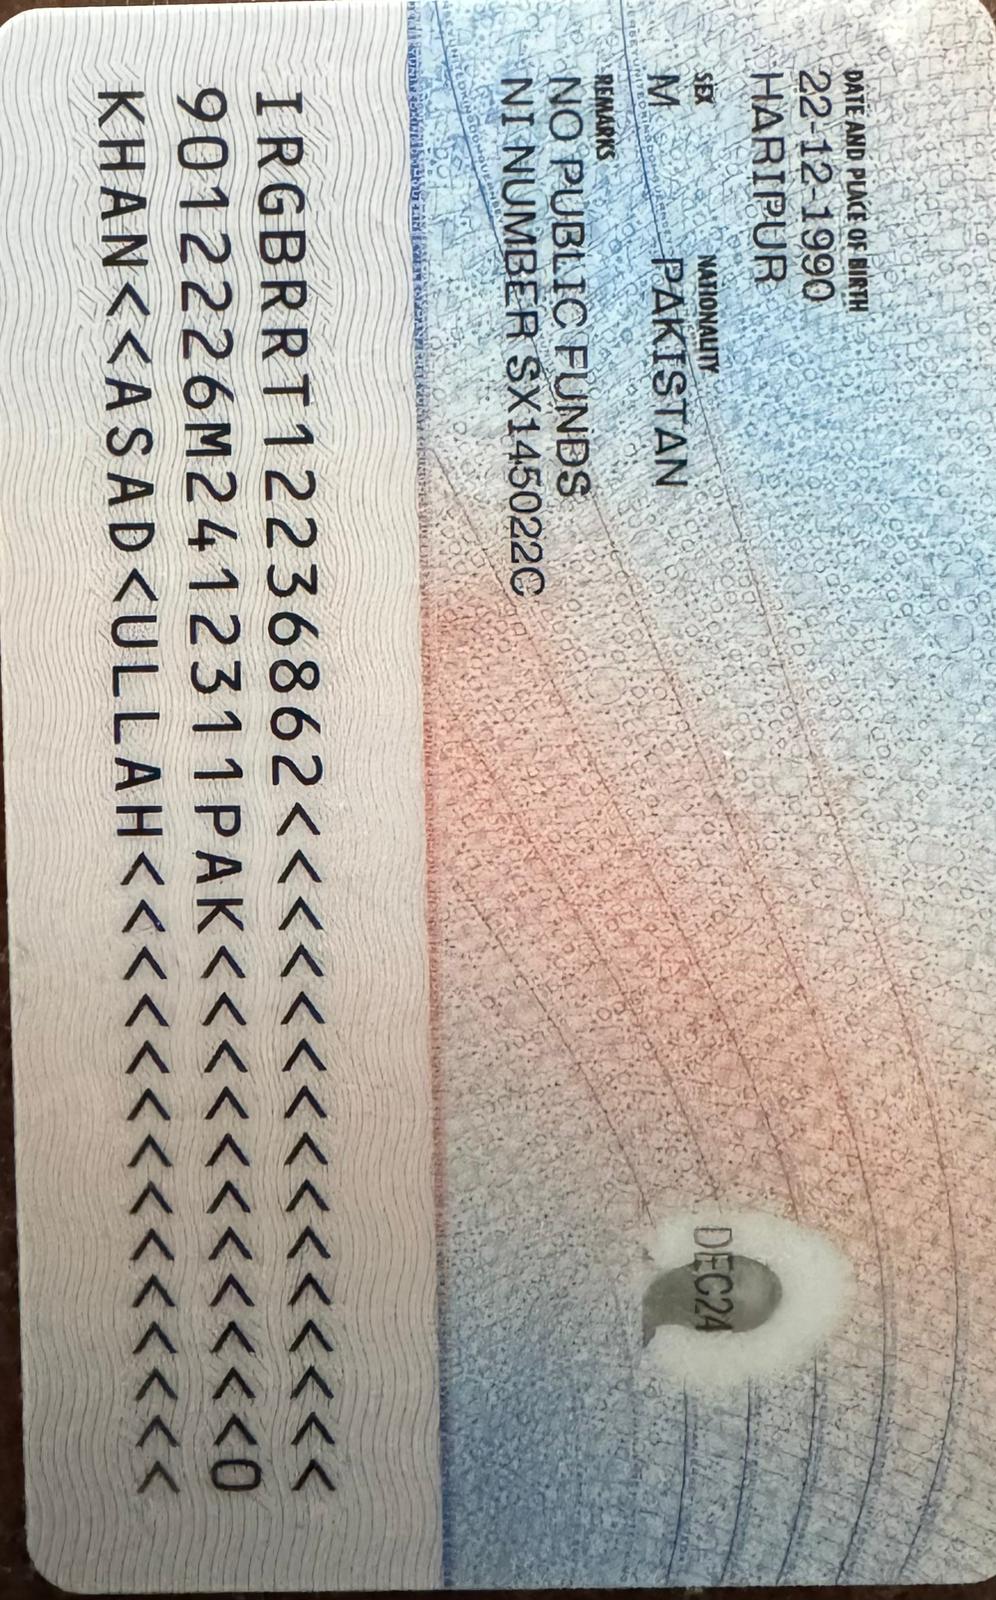 DATE AND PLACE OF BIRTH
22-12-1990
HARIPUR
SEX NATIONALITY
M PAKISTAN
REMARKS
NO PUBLIC FUNDS
NI NUMBER SX145022C
DEC24
IRGBRRT12236862<<<<<<<<<<<<<<<
9012226M2412311PAK<<<<<<<<<<<0
KHAN<<ASAD<ULLAH<<<<<<<<<<<<<<